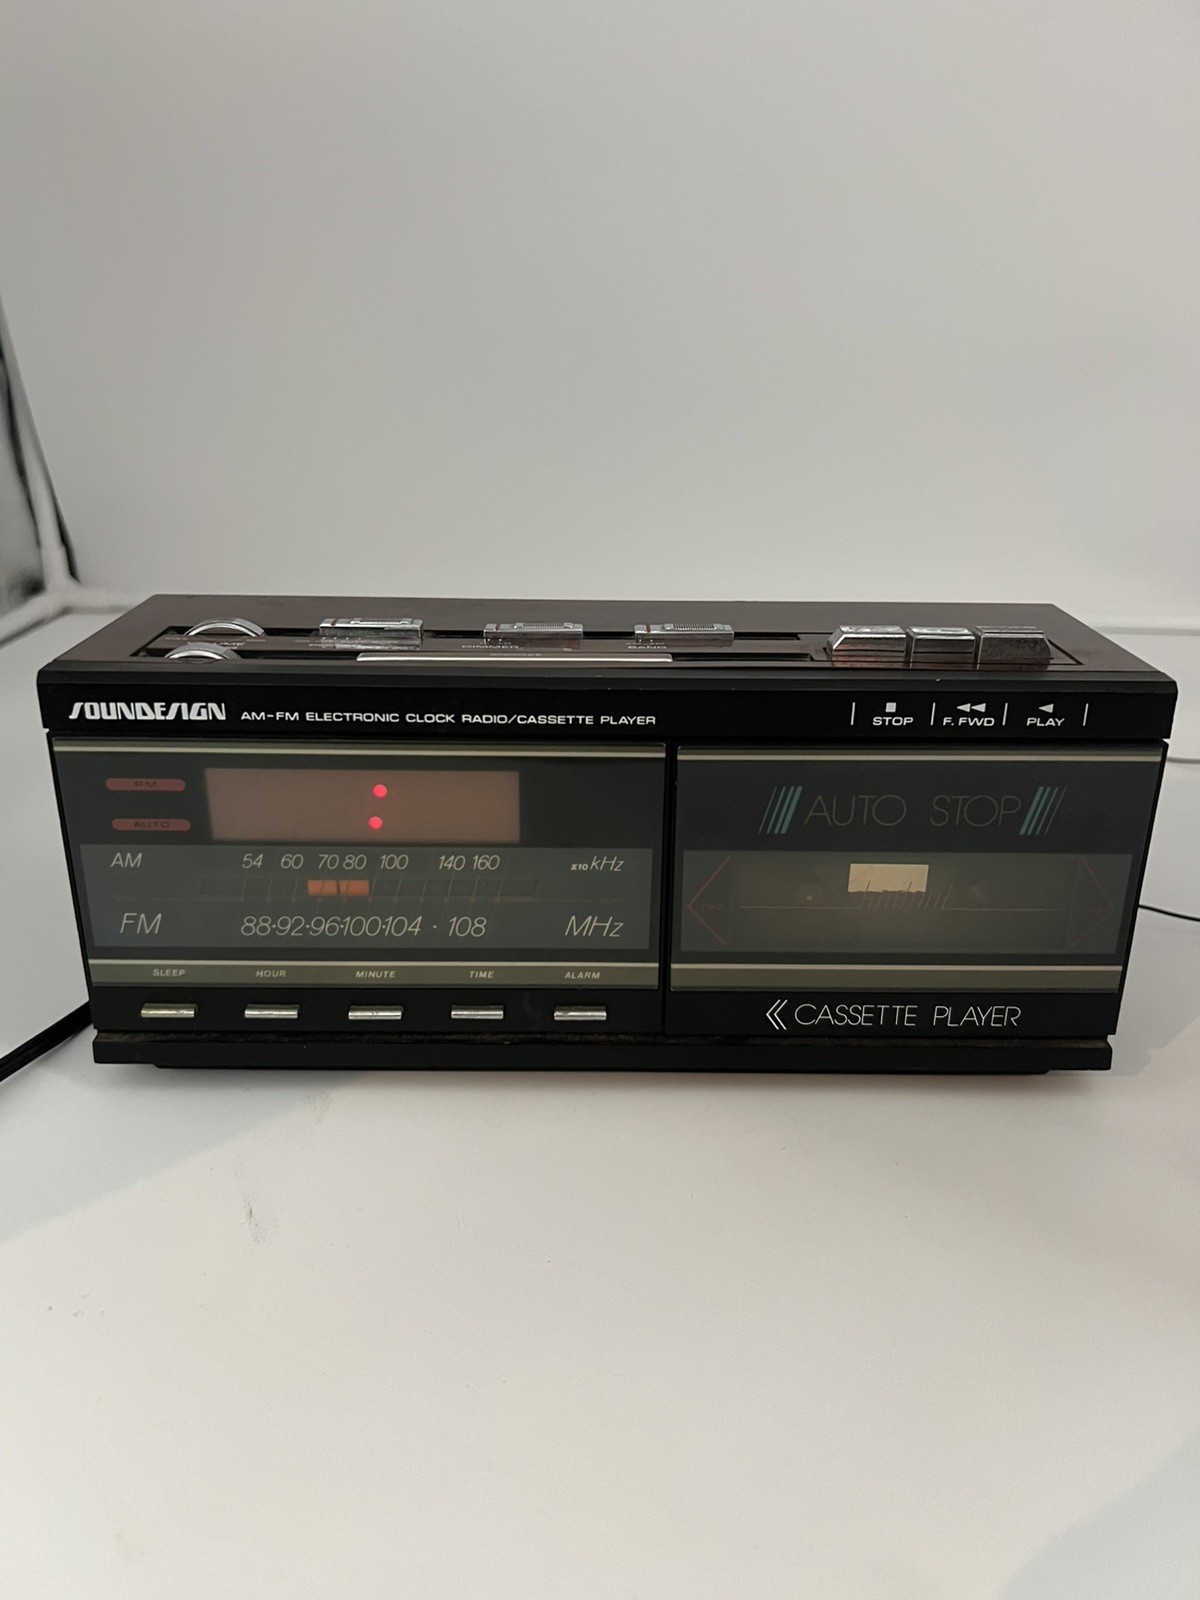 DIMMER
BAND
SNOOZE
SOUNDESIGN AM-FM ELECTRONIC CLOCK RADIO/CASSETTE PLAYER
STOP F. FWD PLAY
PM
AUTO
AUTO STOP
AM 54 60 70 80 100 140 160 x10 kHz
FM 88•92•96•100•104 • 108 MHz
SLEEP HOUR MINUTE TIME ALARM
CASSETTE PLAYER